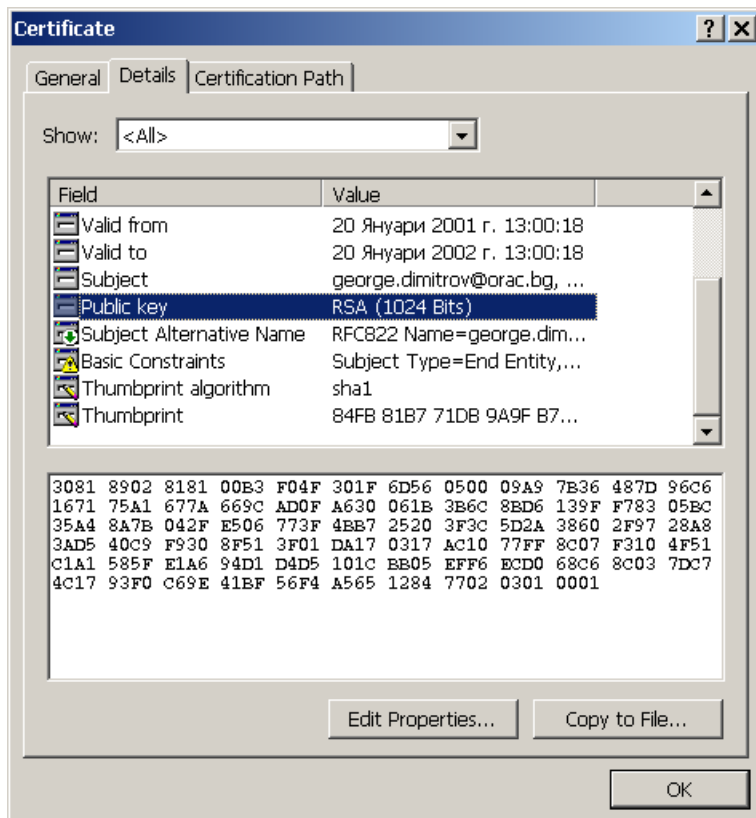 Certificate
General Details Certification Path
Show: <All>
Field Value
Valid from 20 Януари 2001 г. 13:00:18
Valid to 20 Януари 2002 г. 13:00:18
Subject george.dimitrov@orac.bg, ...
Public key RSA (1024 Bits)
Subject Alternative Name RFC822 Name=george.dim...
Basic Constraints Subject Type=End Entity,...
Thumbprint algorithm sha1
Thumbprint 84FB 81B7 71DB 9A9F B7...
3081 8902 8181 00B3 F04F 301F 6D56 0500 09A9 7B36 487D 96C6
1671 75A1 677A 669C AD0F A630 061B 3B6C 8BD6 139F F783 05BC
35A4 8A7B 042F E506 773F 4BB7 2520 3F3C 5D2A 3860 2F97 28A8
3AD5 40C9 F930 8F51 3F01 DA17 0317 AC10 77FF 8C07 F310 4F51
C1A1 585F E1A6 94D1 D4D5 101C BB05 EFF6 ECD0 68C6 8C03 7DC7
4C17 93F0 C69E 41BF 56F4 A565 1284 7702 0301 0001
Edit Properties... Copy to File...
OK